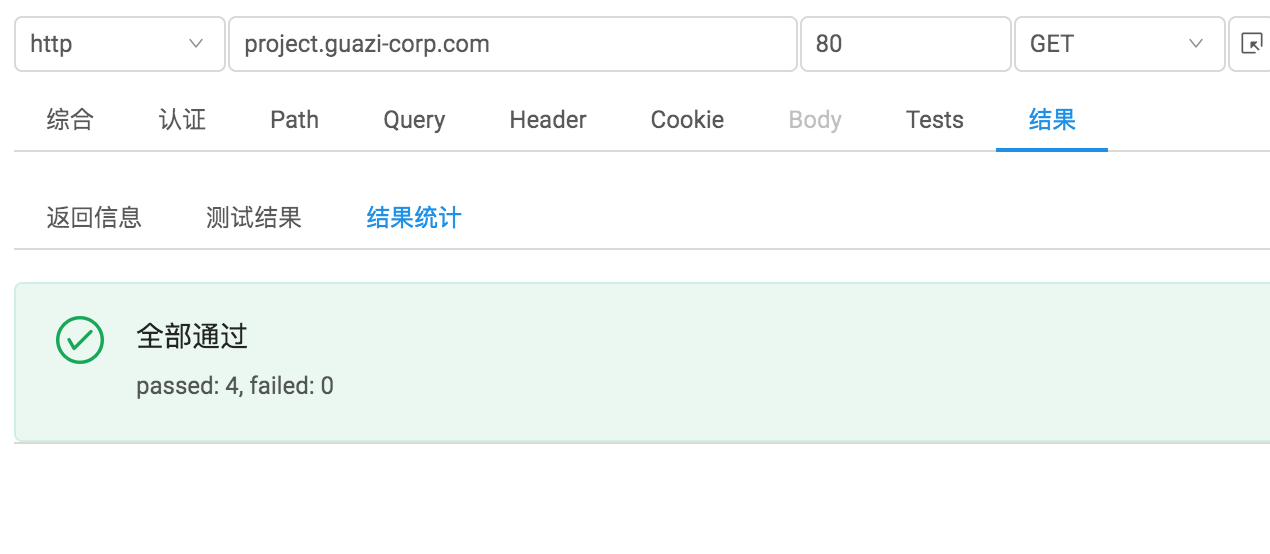 http project.guazi-corp.com 80 GET
综合 认证 Path Query Header Cookie Body Tests 结果
返回信息 测试结果 结果统计
全部通过
passed: 4, failed: 0